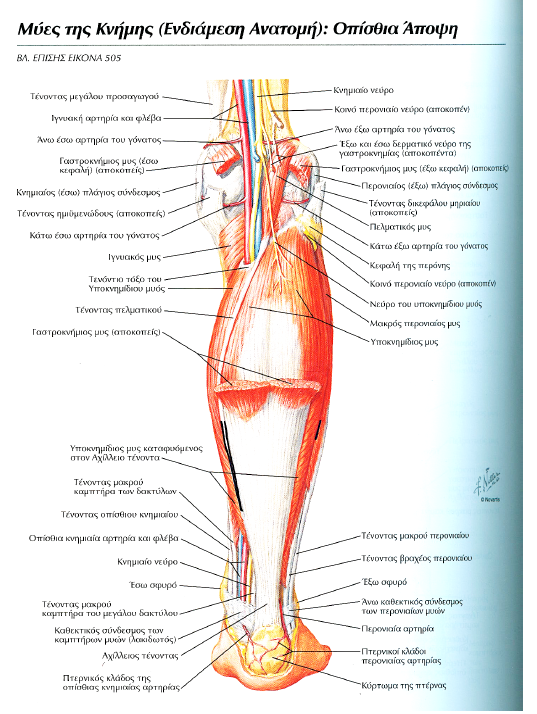 Μύες της Κνήμης (Ενδιάμεση Ανατομή): Οπίσθια Άποψη
ΒΛ. ΕΠΙΣΗΣ ΕΙΚΟΝΑ 505
Τένοντας μεγάλου προσαγωγού
Ιγνυακή αρτηρία και φλέβα
Άνω έσω αρτηρία του γόνατος
Γαστροκνήμιος μυς (έσω
κεφαλή) (αποκοπείς)
Κνημιαίος (έσω) πλάγιος σύνδεσμος
Τένοντας ημιϋμενώδους (αποκοπείς)
Κάτω έσω αρτηρία του γόνατος
Ιγνυακός μυς
Τενόντιο τόξο του
Υποκνημίδιου μυός
Τένοντας πελματικού
Γαστροκνήμιος μυς (αποκοπείς)
Υποκνημίδιος μυς καταφυόμενος
στον Αχίλλειο τένοντα
Τένοντας μακρού
καμπτήρα των δακτύλων
Τένοντας οπίσθιου κνημιαίου
Οπίσθια κνημιαία αρτηρία και φλέβα
Κνημιαίο νεύρο
Έσω σφυρό
Τένοντας μακρού
καμπτήρα του μεγάλου δακτύλου
Καθεκτικός σύνδεσμος των
καμπτήρων μυών (λακιδωτός)
Αχίλλειος τένοντας
Πτερνικός κλάδος της
οπίσθιας κνημιαίας αρτηρίας
Κνημιαίο νεύρο
Κοινό περονιαίο νεύρο (αποκοπέν)
Άνω έξω αρτηρία του γόνατος
Έξω και έσω δερματικό νεύρο της
γαστροκνημίας (αποκοπέντα)
Γαστροκνήμιος μυς (έξω κεφαλή) (αποκοπείς)
Περονιαίος (έξω) πλάγιος σύνδεσμος
Τένοντας δικεφάλου μηριαίου
(αποκοπείς)
Πελματικός μυς
Κάτω έξω αρτηρία του γόνατος
Κεφαλή της περόνης
Κοινό περονιαίο νεύρο (αποκοπέν)
Νεύρο του υποκνημίδιου μυός
Μακρός περονιαίος μυς
Υποκνημίδιος μυς
© Novartis
Τένοντας μακρού περονιαίου
Τένοντας βραχέος περονιαίου
Έξω σφυρό
Άνω καθεκτικός σύνδεσμος
των περονιαίων μυών
Περονιαία αρτηρία
Πτερνικοί κλάδοι
περονιαίας αρτηρίας
Κύρτωμα της πτέρνας